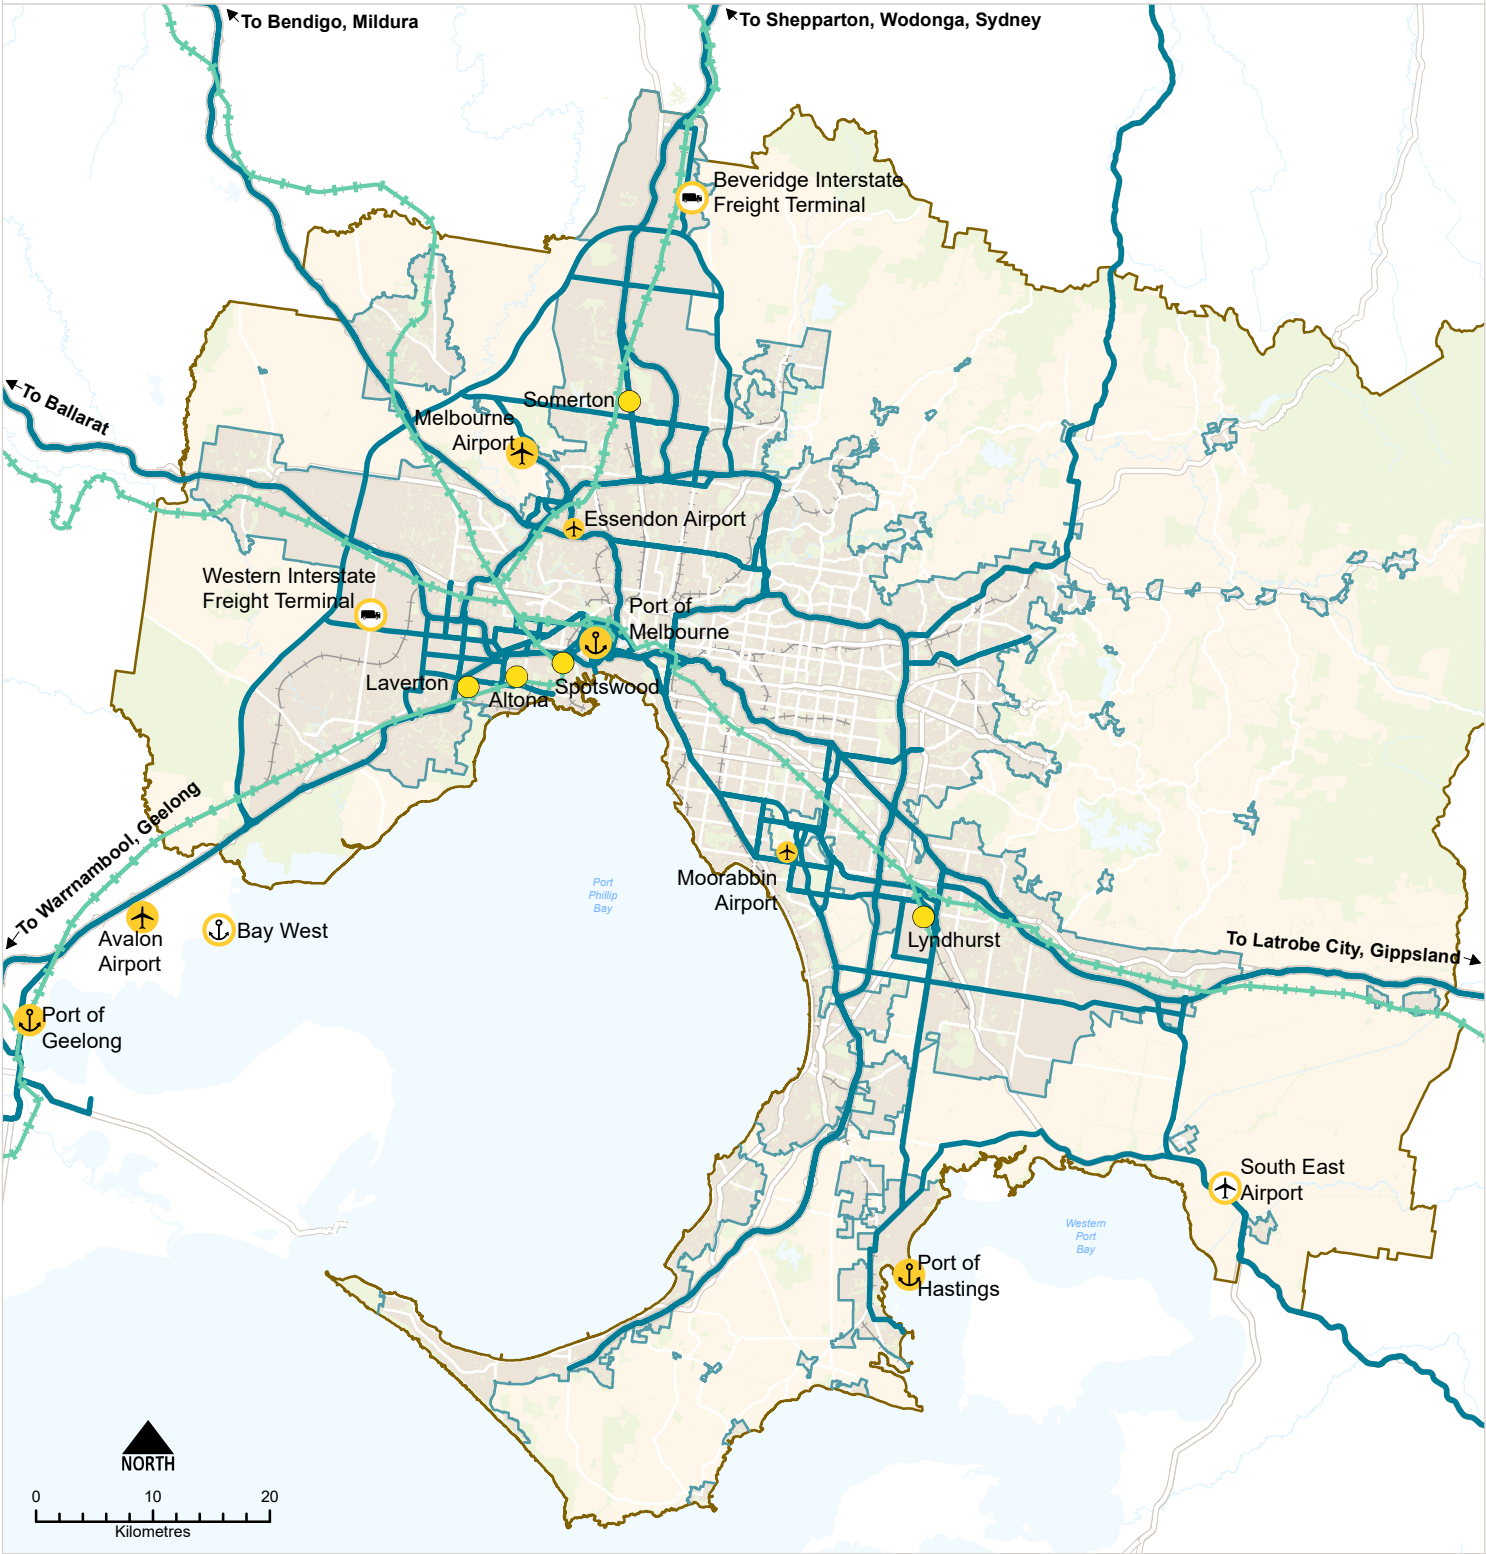 To Bendigo, Mildura
To Shepparton, Wodonga, Sydney
Beveridge Interstate
Freight Terminal
To Ballarat
Somerton
Melbourne
Airport
Essendon Airport
Western Interstate
Freight Terminal
Port of
Melbourne
Laverton
Altona
Spotswood
To Warrnambool, Geelong
Moorabbin
Airport
Port
Phillip
Bay
Avalon
Airport
Bay West
Lyndhurst
To Latrobe City, Gippsland
Port of
Geelong
South East
Airport
Western
Port
Bay
Port of
Hastings
NORTH
0 10 20
Kilometres